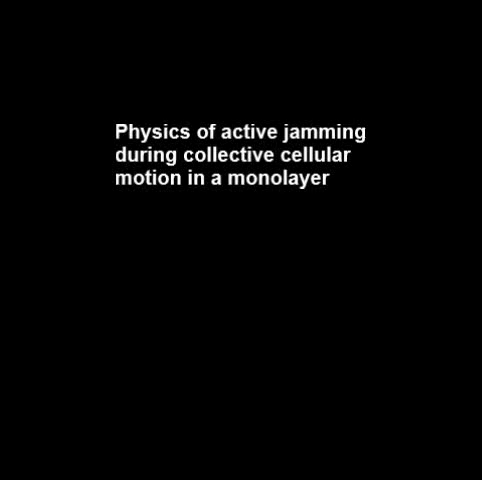 Physics of active jamming
during collective cellular
motion in a monolayer